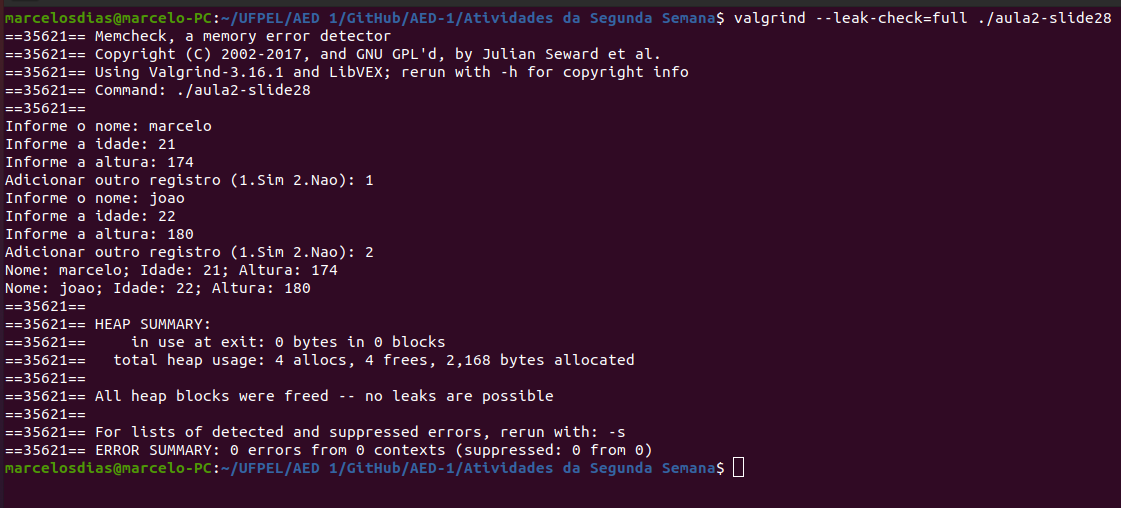 marcelosdias@marcelo-PC:~/UFPEL/AED 1/GitHub/AED-1/Atividades da Segunda Semana$ valgrind --leak-check=full ./aula2-slide28
==35621== Memcheck, a memory error detector
==35621== Copyright (C) 2002-2017, and GNU GPL'd, by Julian Seward et al.
==35621== Using Valgrind-3.16.1 and LibVEX; rerun with -h for copyright info
==35621== Command: ./aula2-slide28
==35621==
Informe o nome: marcelo
Informe a idade: 21
Informe a altura: 174
Adicionar outro registro (1.Sim 2.Nao): 1
Informe o nome: joao
Informe a idade: 22
Informe a altura: 180
Adicionar outro registro (1.Sim 2.Nao): 2
Nome: marcelo; Idade: 21; Altura: 174
Nome: joao; Idade: 22; Altura: 180
==35621==
==35621== HEAP SUMMARY:
==35621==     in use at exit: 0 bytes in 0 blocks
==35621==   total heap usage: 4 allocs, 4 frees, 2,168 bytes allocated
==35621==
==35621== All heap blocks were freed -- no leaks are possible
==35621==
==35621== For lists of detected and suppressed errors, rerun with: -s
==35621== ERROR SUMMARY: 0 errors from 0 contexts (suppressed: 0 from 0)
marcelosdias@marcelo-PC:~/UFPEL/AED 1/GitHub/AED-1/Atividades da Segunda Semana$